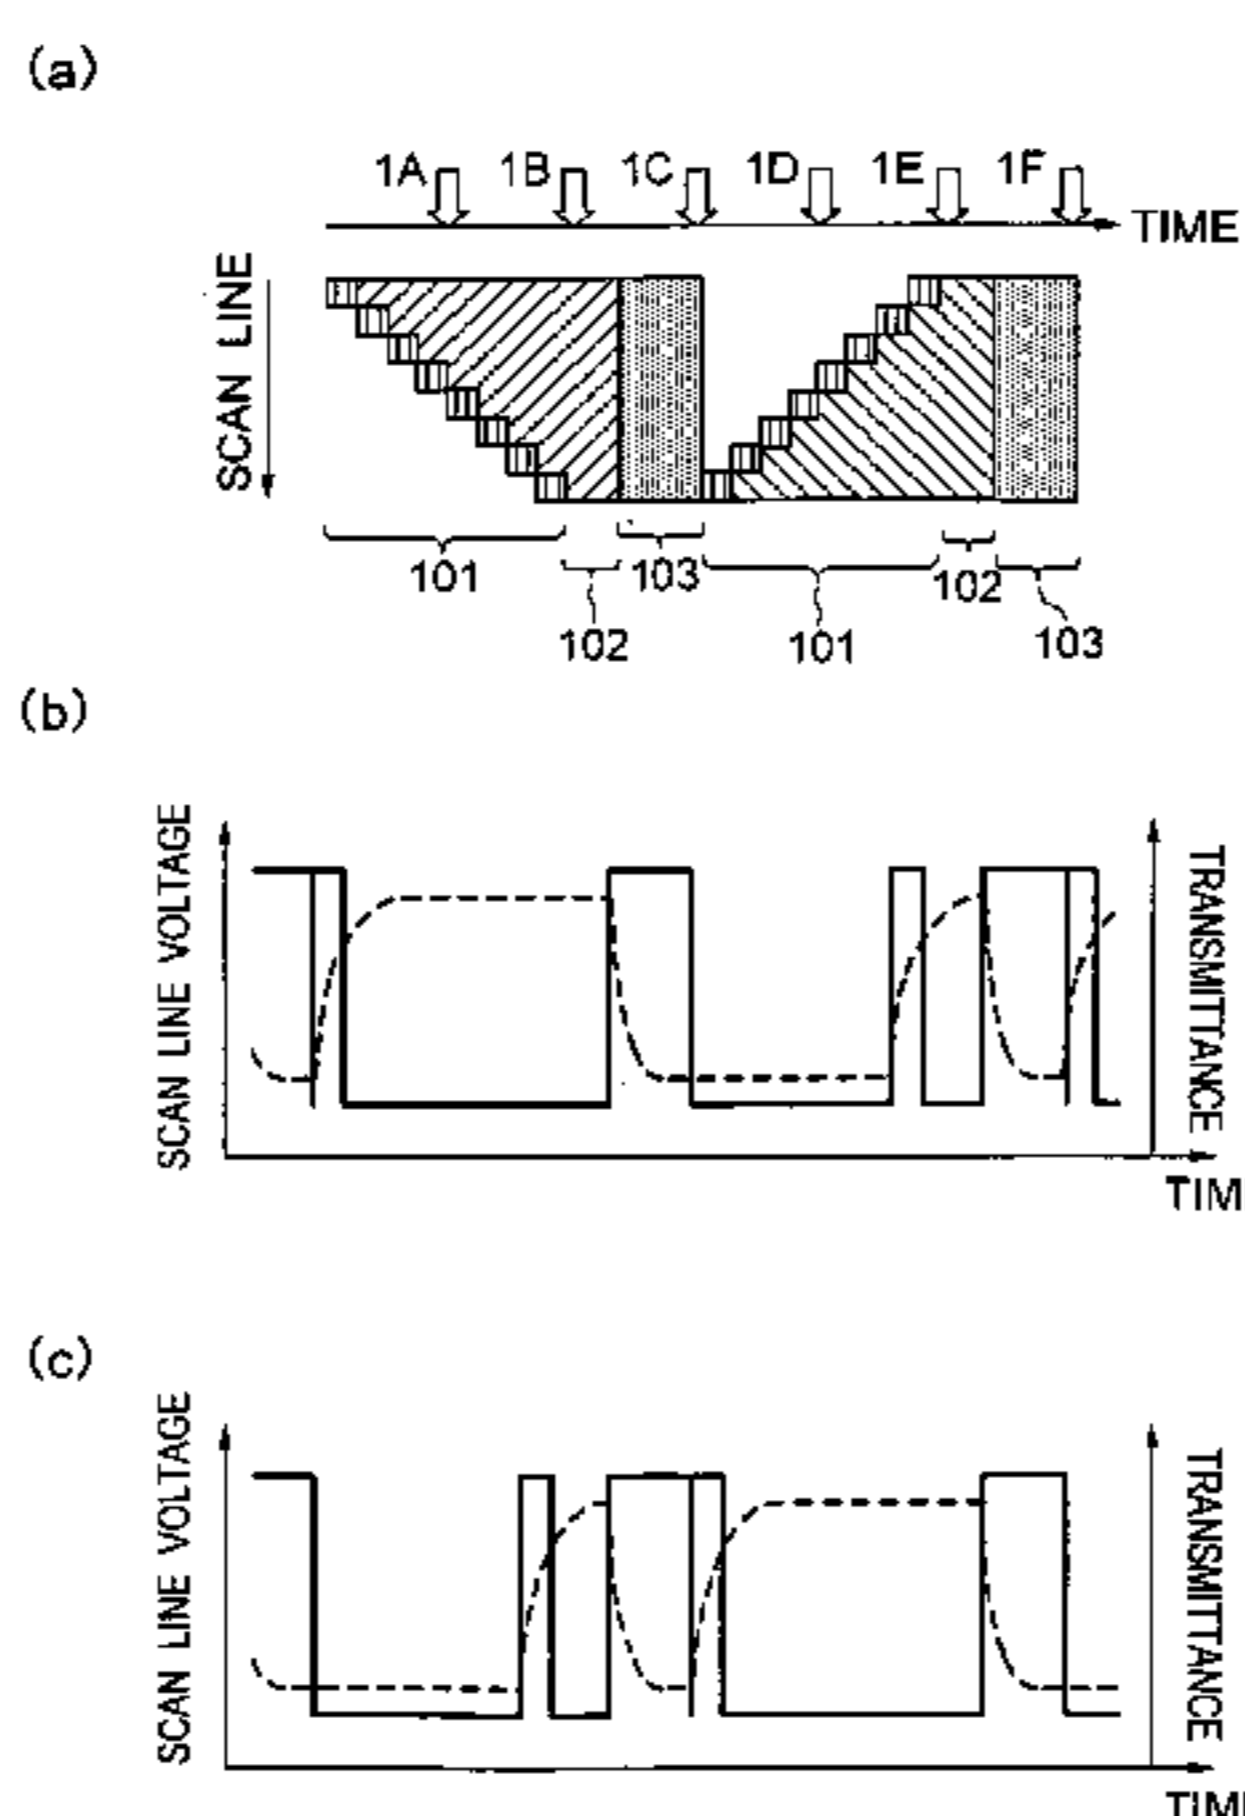 (a)
1A 1B 1C 1D 1E 1F
TIME
SCAN LINE
101 102 103 101 102 103
(b)
SCAN LINE VOLTAGE
TRANSMITTANCE
TIM
(c)
SCAN LINE VOLTAGE
TRANSMITTANCE
TIME